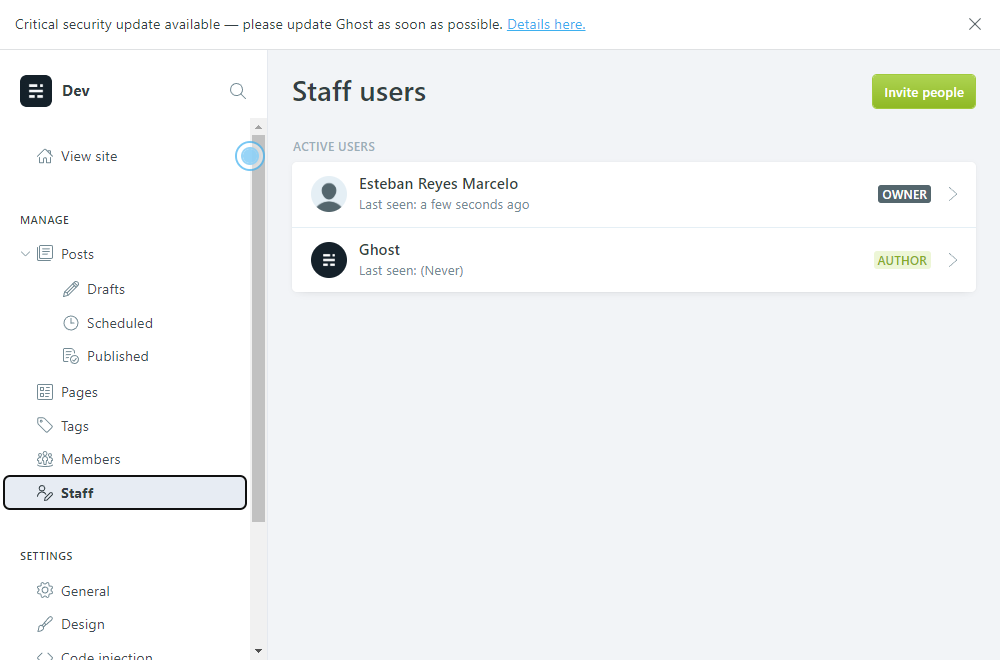 Critical security update available — please update Ghost as soon as possible. Details here.
Dev
View site
MANAGE
Posts
Drafts
Scheduled
Published
Pages
Tags
Members
Staff
SETTINGS
General
Design
Code injection
Staff users
Invite people
ACTIVE USERS
Esteban Reyes Marcelo
Last seen: a few seconds ago
OWNER
Ghost
Last seen: (Never)
AUTHOR